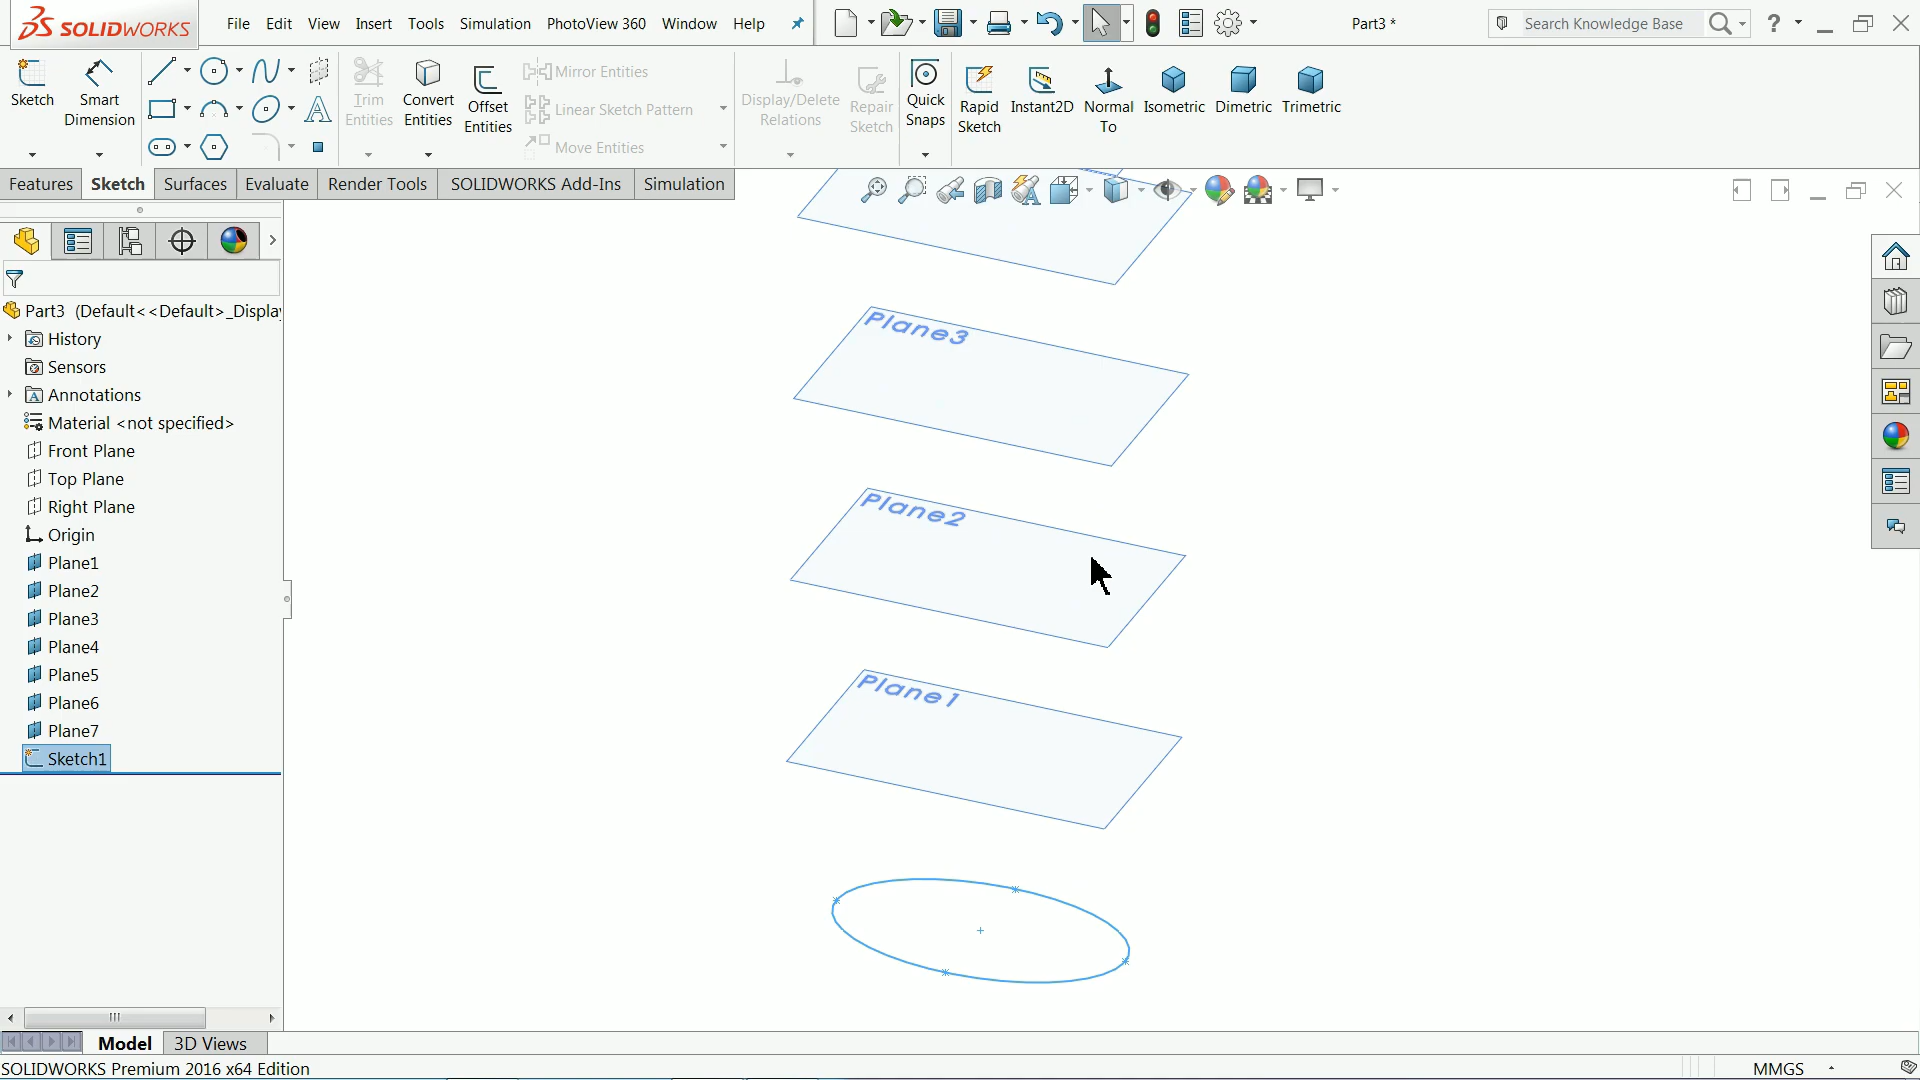 SOLIDWORKS
File Edit View Insert Tools Simulation PhotoView 360 Window Help
Part3 *
Search Knowledge Base
?
Sketch
Smart
Dimension
Trim
Entities
Convert
Entities
Offset
Entities
Mirror Entities
Linear Sketch Pattern
Move Entities
Display/Delete
Relations
Repair
Sketch
Quick
Snaps
Rapid
Sketch
Instant2D
Normal
To
Isometric
Dimetric
Trimetric
Features Sketch Surfaces Evaluate Render Tools SOLIDWORKS Add-Ins Simulation
Part3 (Default<<Default>_Display
History
Sensors
Annotations
Material <not specified>
Front Plane
Top Plane
Right Plane
Origin
Plane1
Plane2
Plane3
Plane4
Plane5
Plane6
Plane7
Sketch1
Plane3
Plane2
Plane1
Model 3D Views
SOLIDWORKS Premium 2016 x64 Edition
MMGS